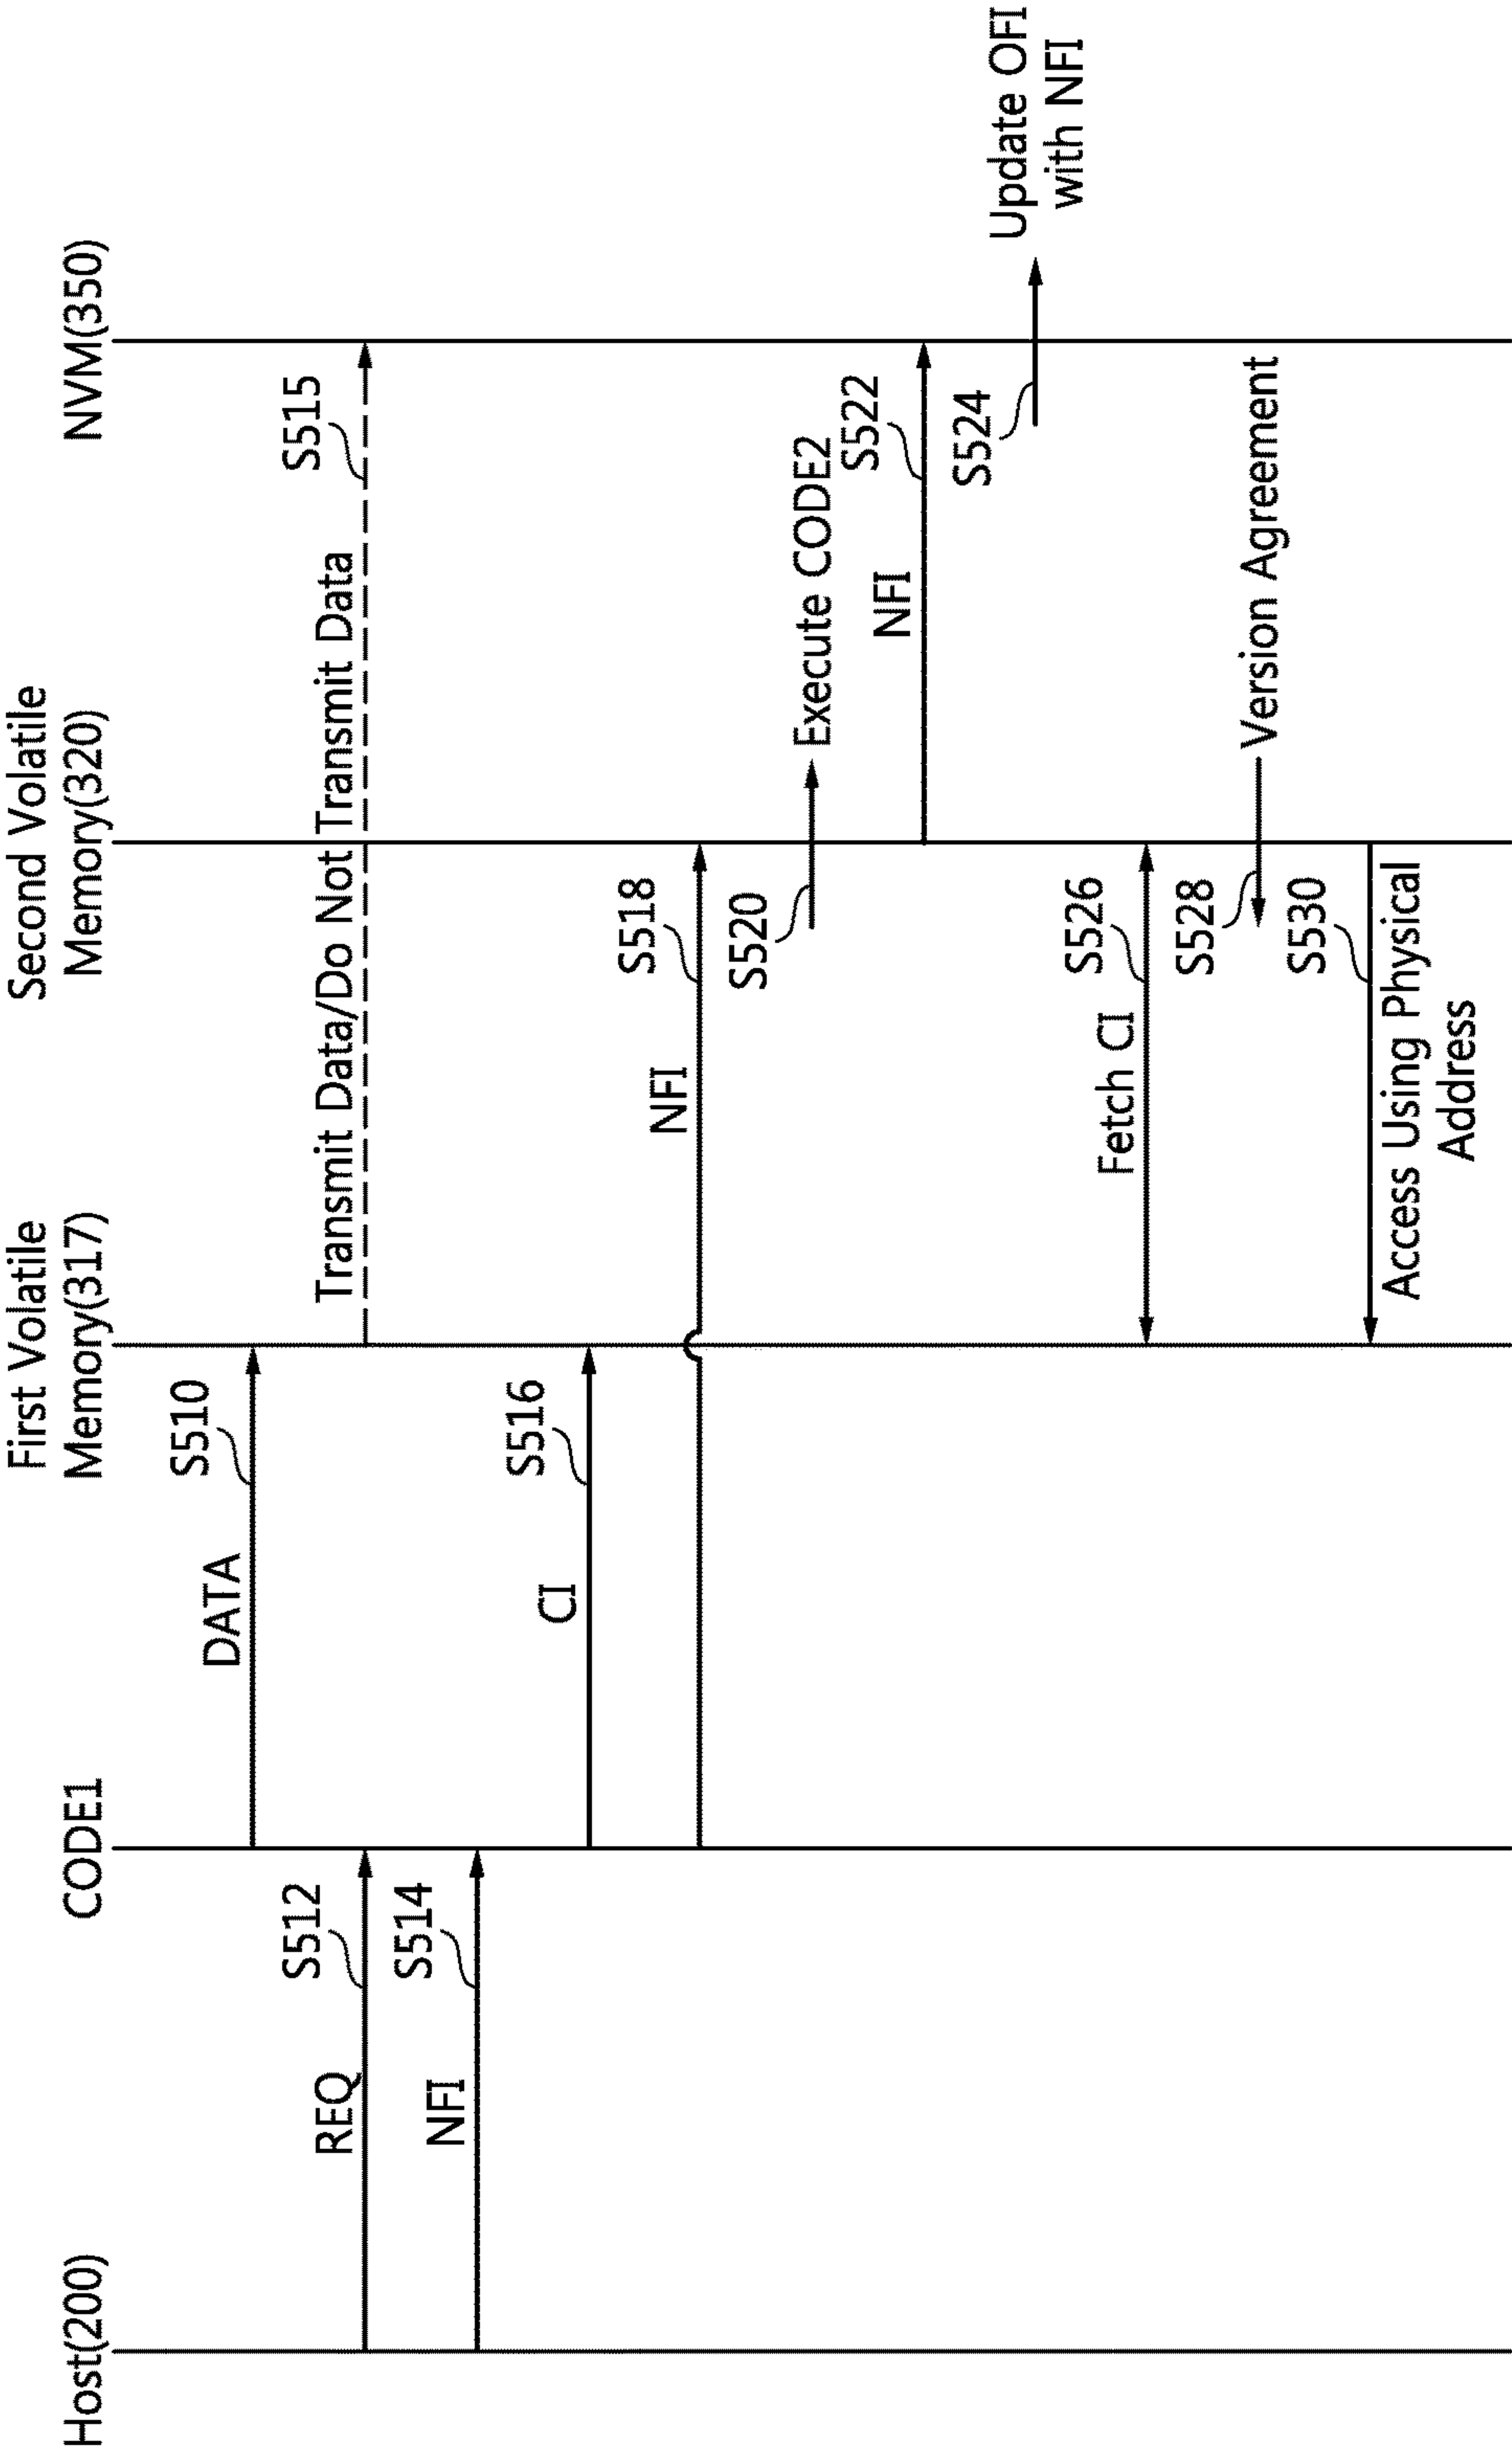 Host(200)
CODE1
First Volatile
Memory(317)
Second Volatile
Memory(320)
NVM(350)
DATA
S510
REQ
S512
Transmit Data/Do Not Transmit Data
S515
NFI
S514
CI
S516
NFI
S518
S520
Execute CODE2
NFI
S522
S524
Update OFI
with NFI
Fetch CI
S526
S528
Version Agreement
S530
Access Using Physical
Address